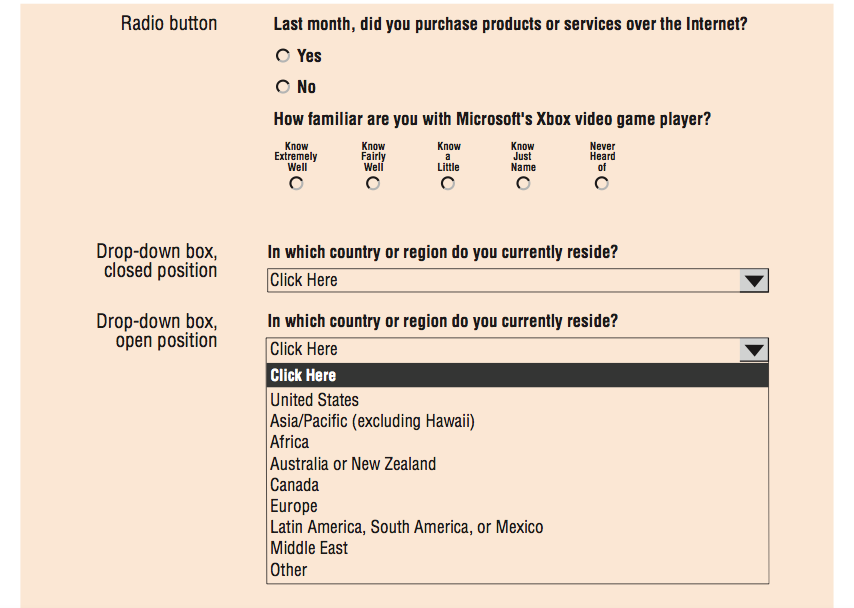 Radio button
Last month, did you purchase products or services over the Internet?
Yes
No
How familiar are you with Microsoft's Xbox video game player?
Know Extremely Well
Know Fairly Well
Know a Little
Know Just Name
Never Heard of
Drop-down box,
closed position
In which country or region do you currently reside?
Click Here
Drop-down box,
open position
In which country or region do you currently reside?
Click Here
Click Here
United States
Asia/Pacific (excluding Hawaii)
Africa
Australia or New Zealand
Canada
Europe
Latin America, South America, or Mexico
Middle East
Other